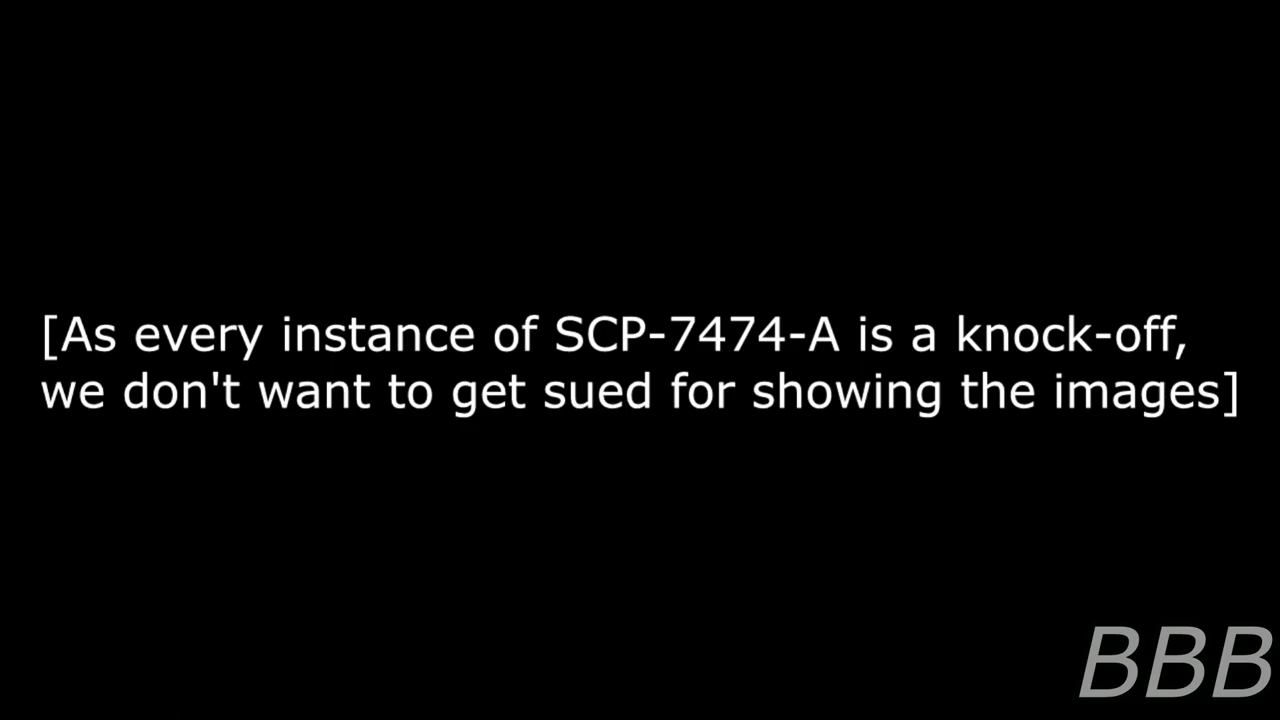 [As every instance of SCP-7474-A is a knock-off,
we don't want to get sued for showing the images]
BBB